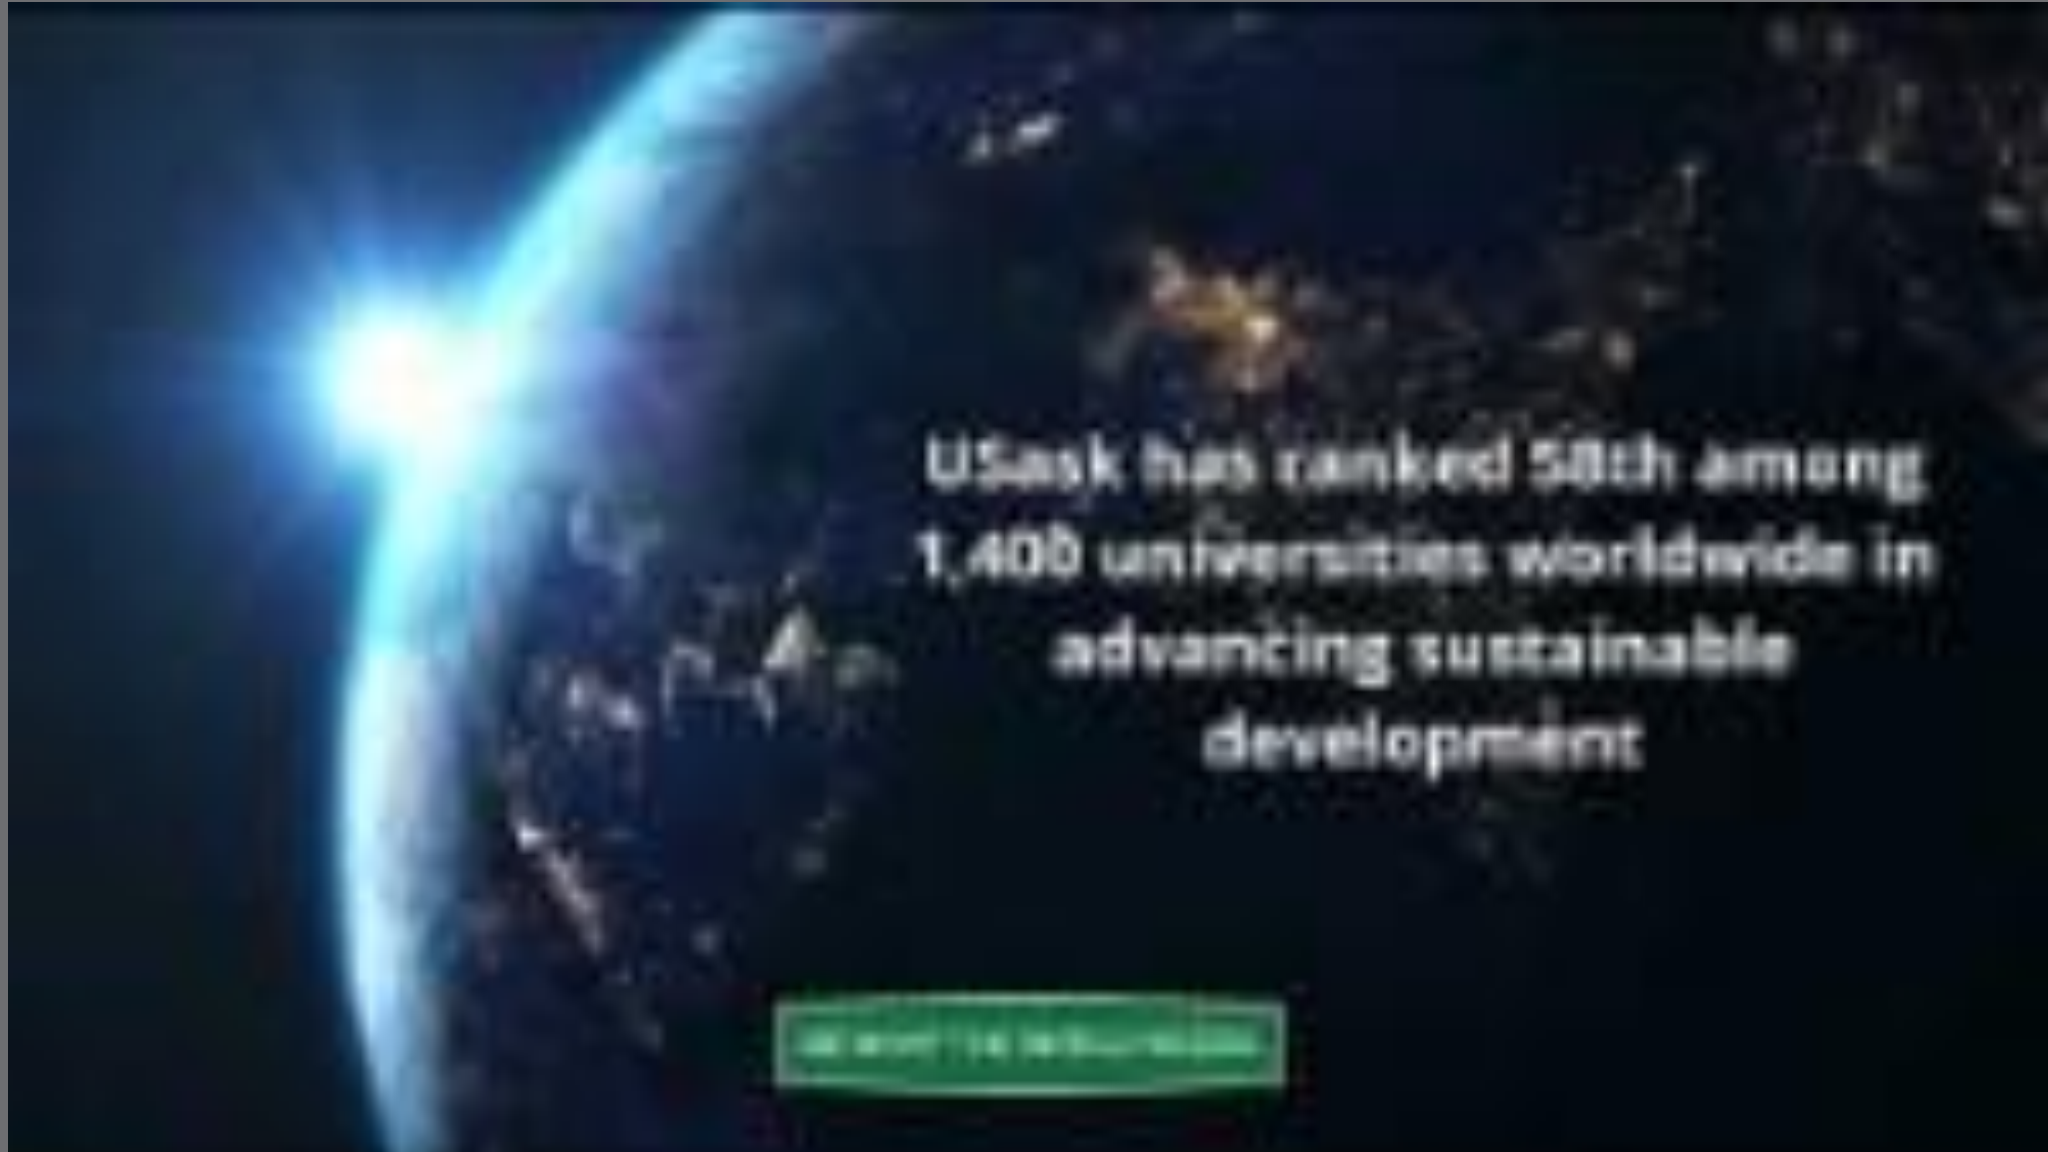 USask has ranked 58th among
1,400 universities worldwide in
advancing sustainable
development